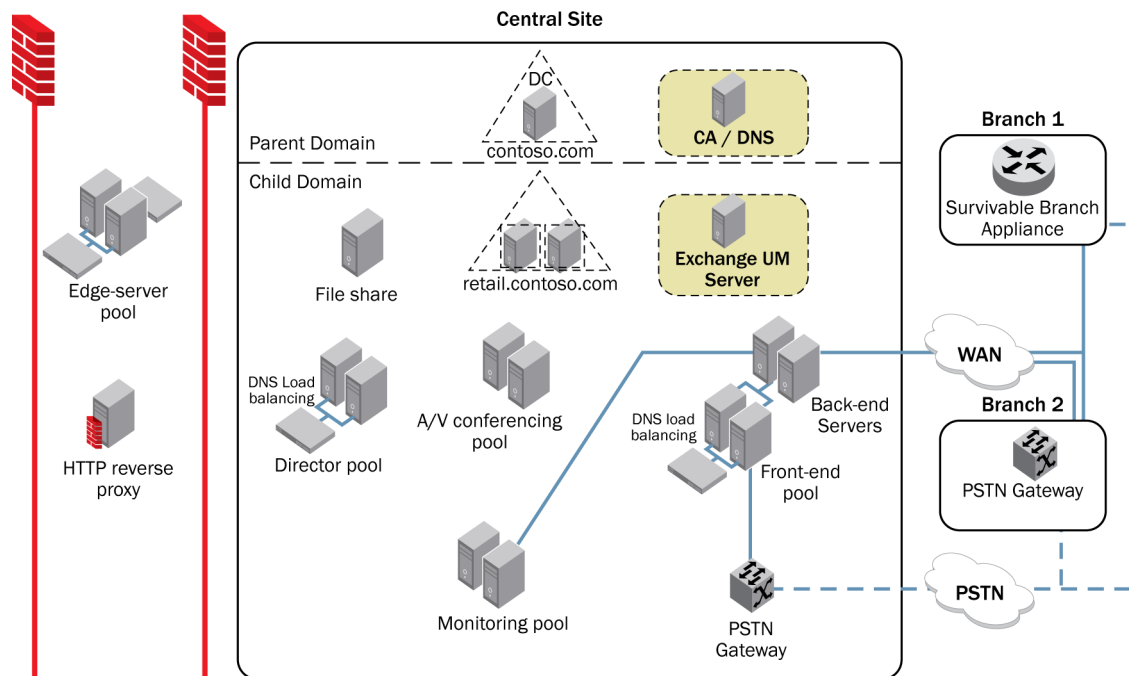 Central Site
DC
contoso.com
CA / DNS
Parent Domain
Child Domain
Branch 1
Survivable Branch
Appliance
Edge-server
pool
File share
retail.contoso.com
Exchange UM
Server
WAN
DNS Load
balancing
Director pool
A/V conferencing
pool
DNS load
balancing
Back-end
Servers
Front-end
pool
Branch 2
PSTN Gateway
HTTP reverse
proxy
Monitoring pool
PSTN
Gateway
PSTN